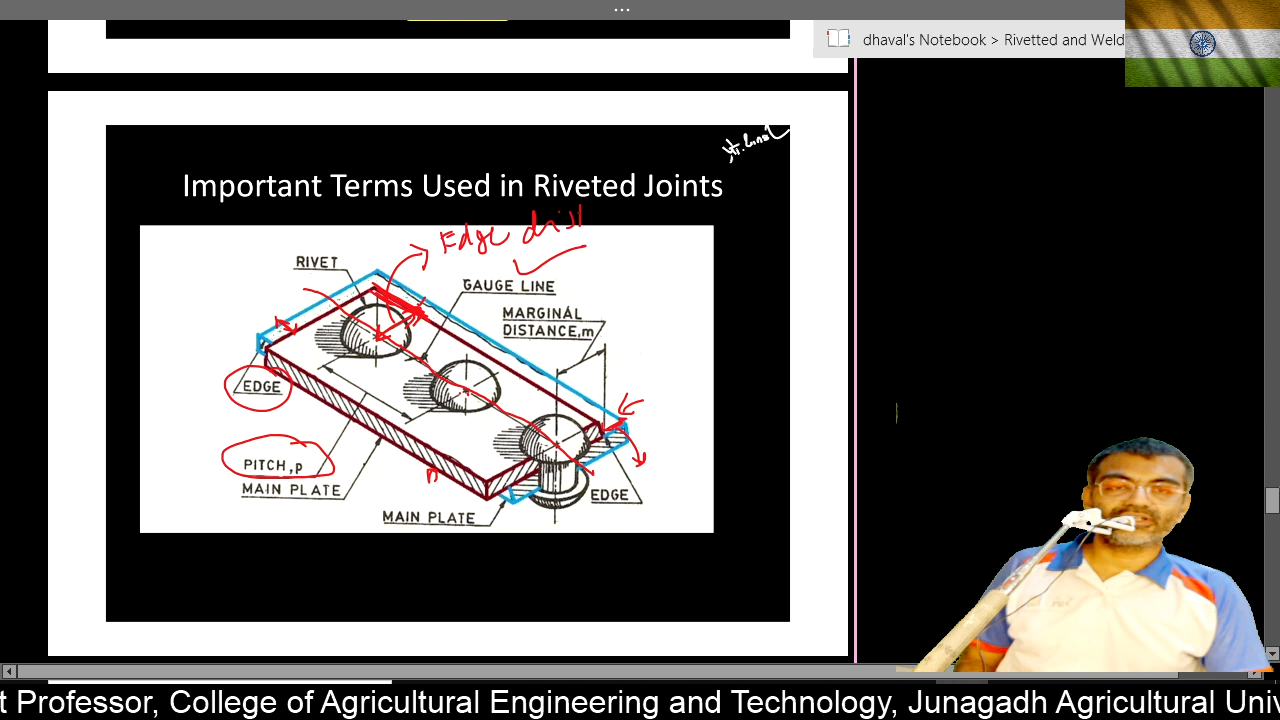 ...
dhaval's Notebook > Rivetted and Weld
Important Terms Used in Riveted Joints
Edge dist
RIVET
GAUGE LINE
MARGINAL
DISTANCE,m
EDGE
PITCH,p
MAIN PLATE
EDGE
MAIN PLATE
t Professor, College of Agricultural Engineering and Technology, Junagadh Agricultural Univ